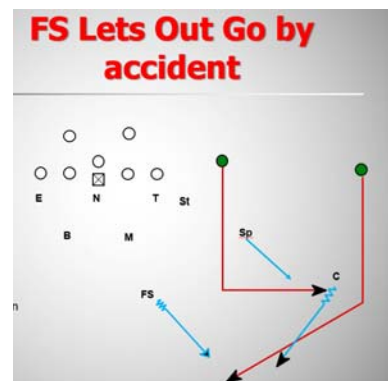 FS Lets Out Go by
accident
E N T St
Sp
B M
C
FS
n